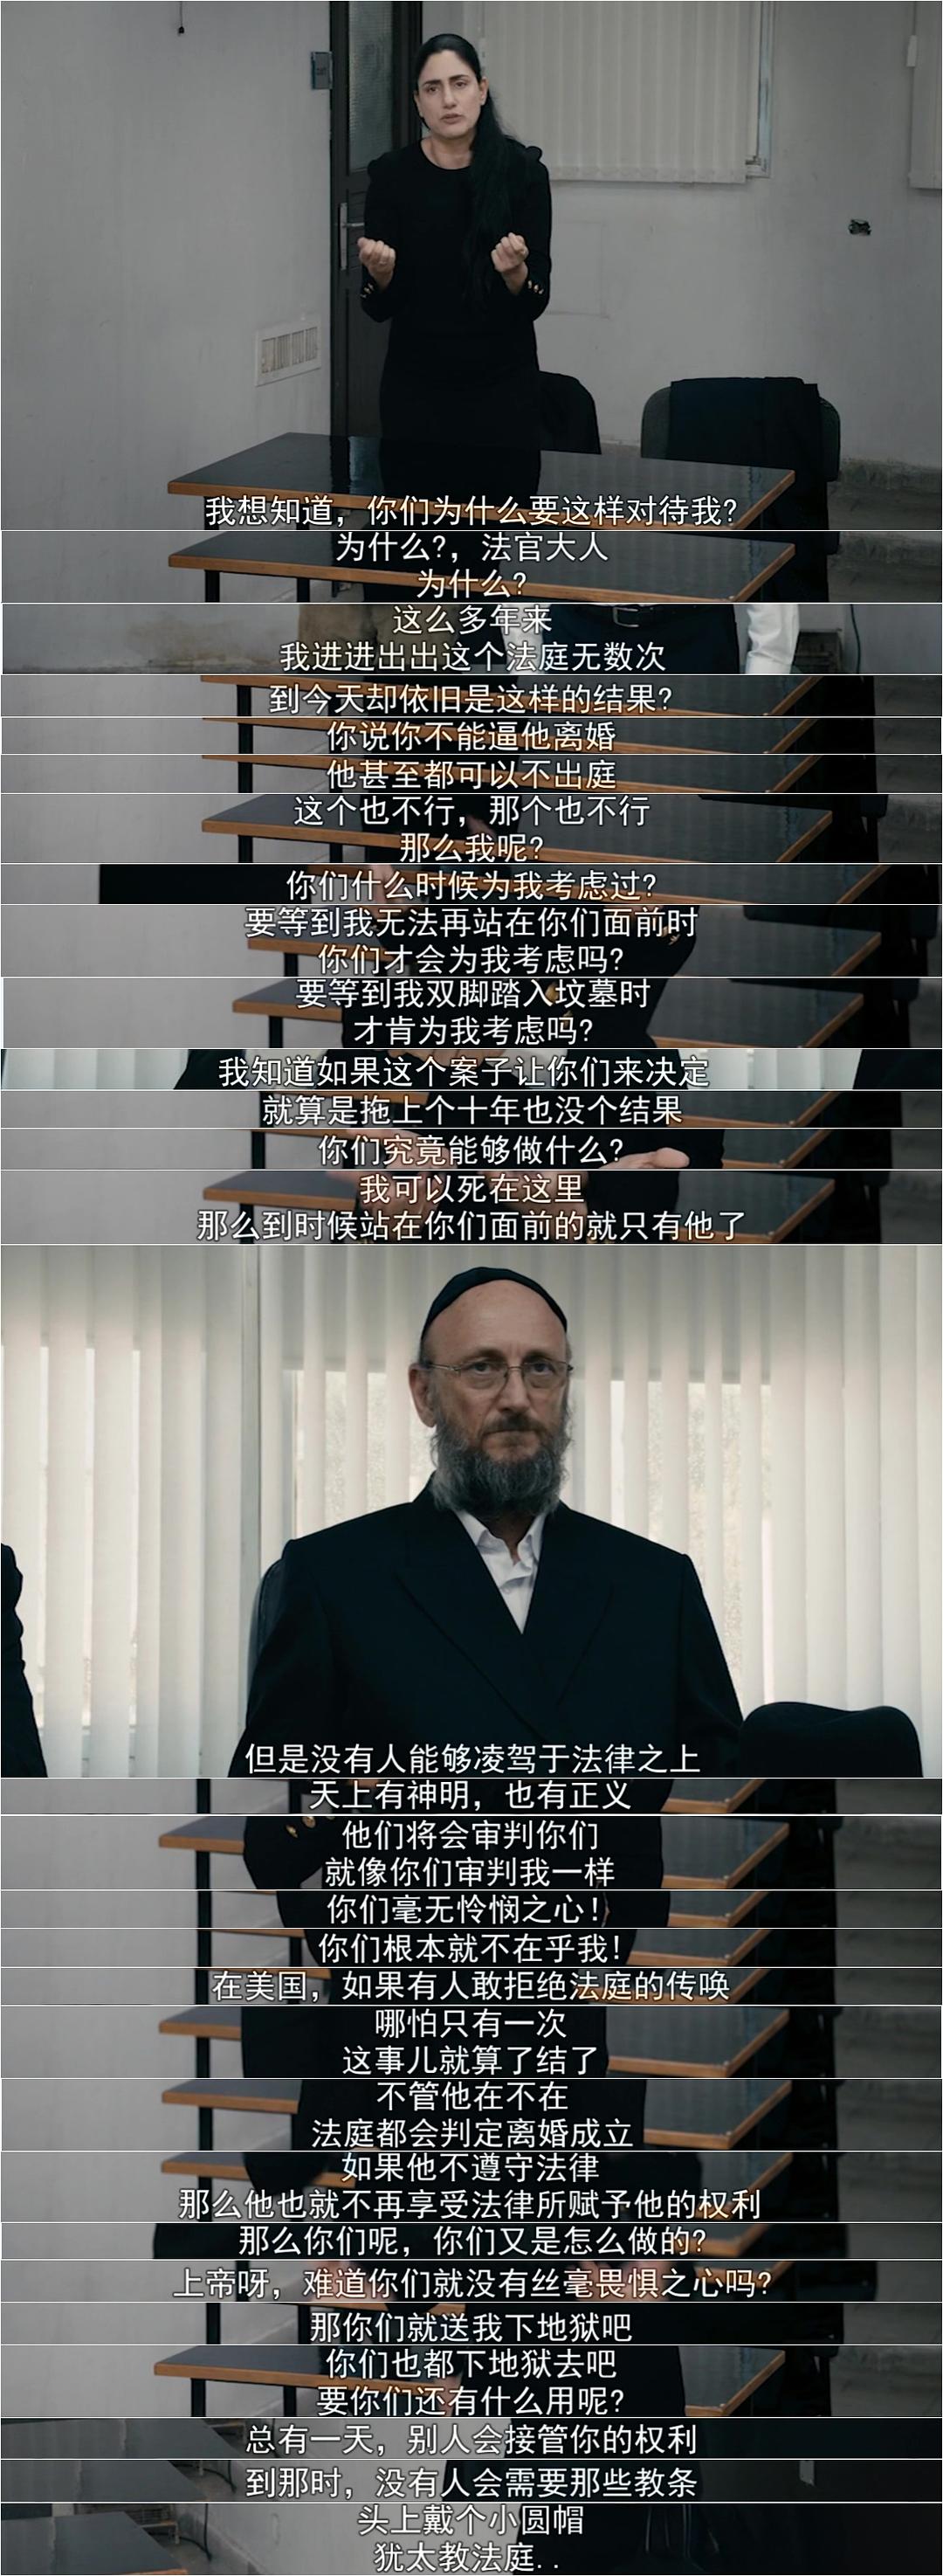 我想知道，你们为什么要这样对待我?
为什么?，法官大人
为什么?
这么多年来
我进进出出这个法庭无数次
到今天却依旧是这样的结果?
你说你不能逼他离婚
他甚至都可以不出庭
这个也不行，那个也不行
那么我呢?
你们什么时候为我考虑过?
要等到我无法再站在你们面前时
你们才会为我考虑吗?
要等到我双脚踏入坟墓时
才肯为我考虑吗?
我知道如果这个案子让你们来决定
就算是拖上个十年也没个结果
你们究竟能够做什么?
我可以死在这里
那么到时候站在你们面前的就只有他了
但是没有人能够凌驾于法律之上
天上有神明，也有正义
他们将会审判你们
就像你们审判我一样
你们毫无怜悯之心!
你们根本就不在乎我!
在美国，如果有人敢拒绝法庭的传唤
哪怕只有一次
这事儿就算了结了
不管他在不在
法庭都会判定离婚成立
如果他不遵守法律
那么他也就不再享受法律所赋予他的权利
那么你们呢，你们又是怎么做的?
上帝呀，难道你们就没有丝毫畏惧之心吗?
那你们就送我下地狱吧
你们也都下地狱去吧
要你们还有什么用呢?
总有一天，别人会接管你的权利
到那时，没有人会需要那些教条
头上戴个小圆帽
犹太教法庭..